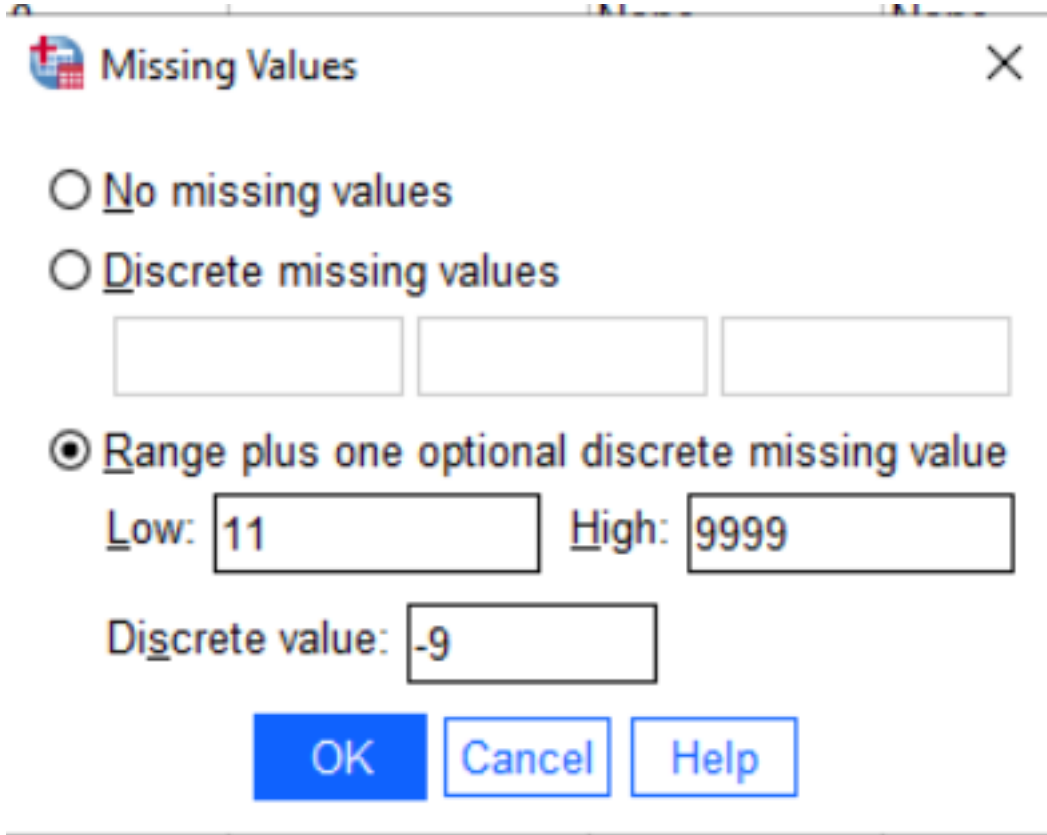 Missing Values
No missing values
Discrete missing values
Range plus one optional discrete missing value
Low: 11 High: 9999
Discrete value: -9
OK Cancel Help